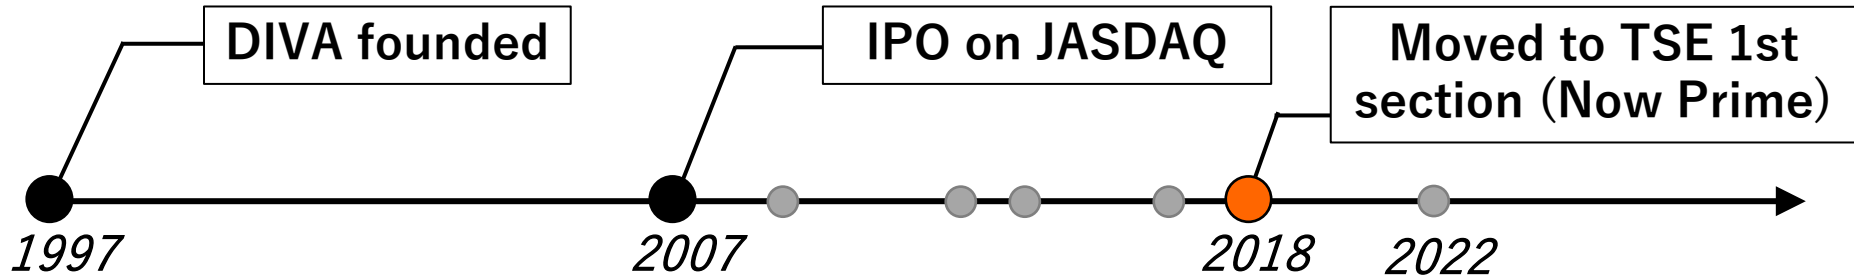 DIVA founded
IPO on JASDAQ
Moved to TSE 1st
section (Now Prime)
1997
2007
2018
2022